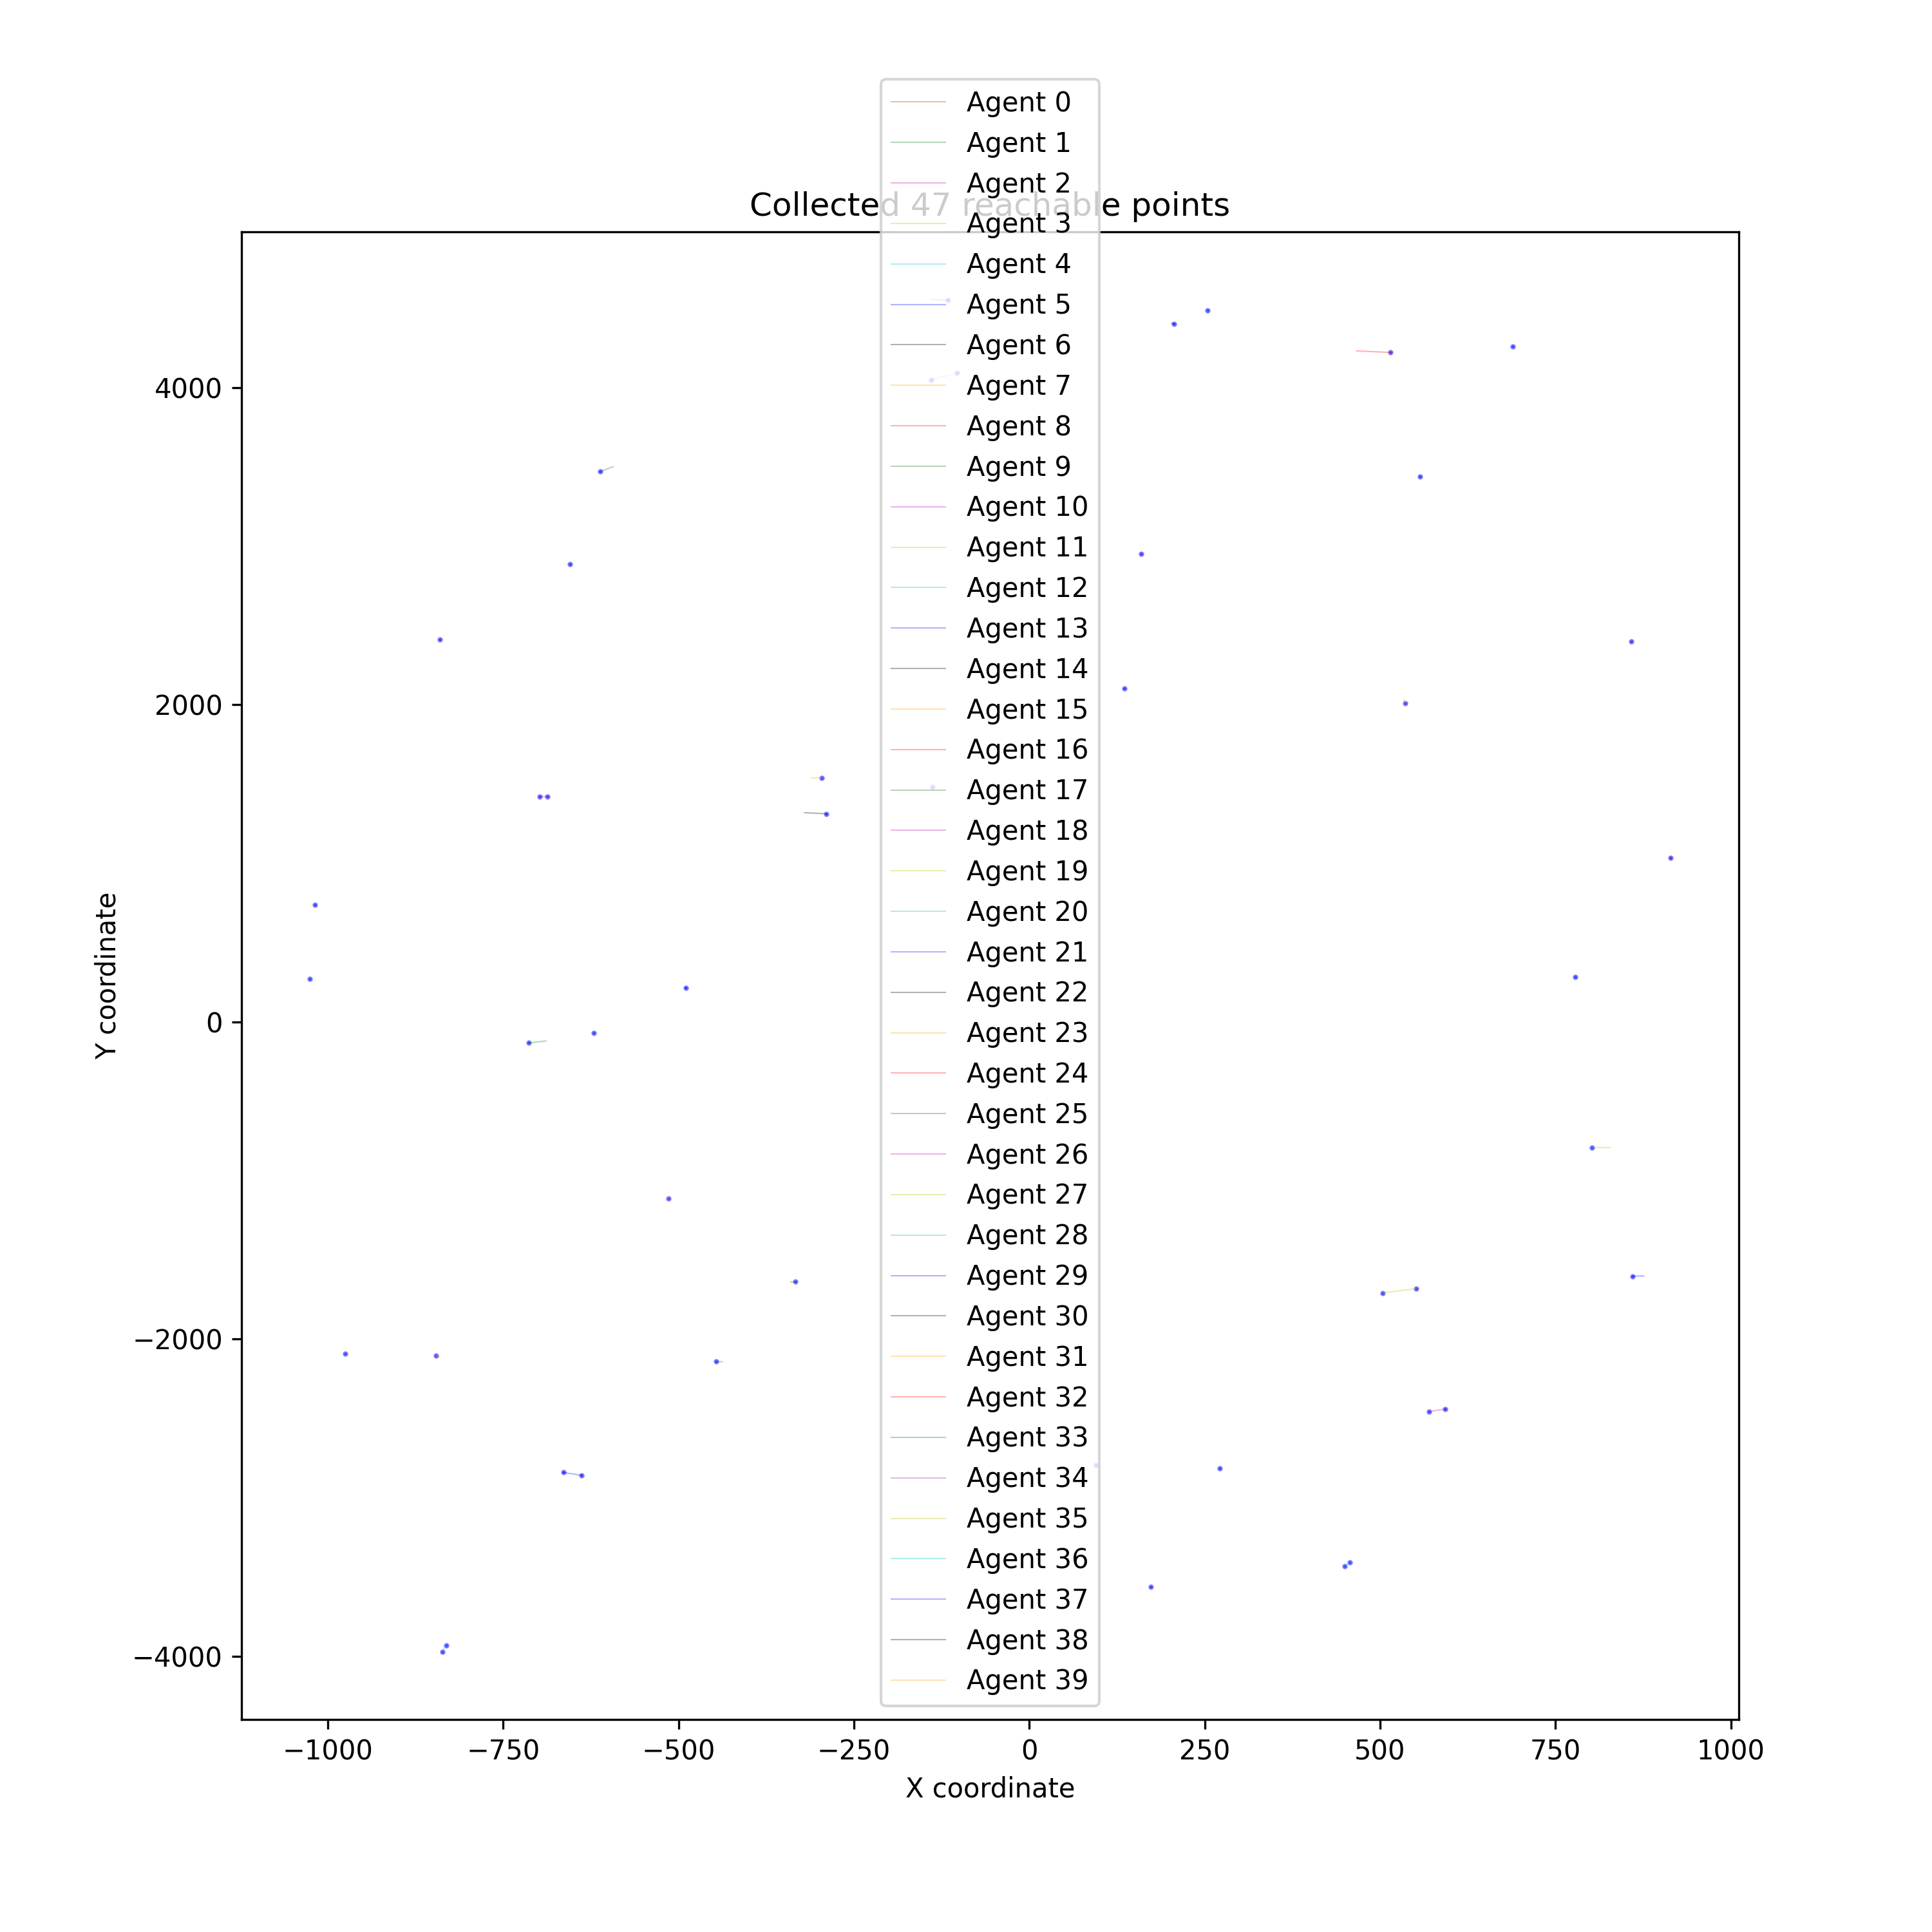 Collected 47 reachable points
Agent 0
Agent 1
Agent 2
Agent 3
Agent 4
Agent 5
Agent 6
Agent 7
Agent 8
Agent 9
Agent 10
Agent 11
Agent 12
Agent 13
Agent 14
Agent 15
Agent 16
Agent 17
Agent 18
Agent 19
Agent 20
Agent 21
Agent 22
Agent 23
Agent 24
Agent 25
Agent 26
Agent 27
Agent 28
Agent 29
Agent 30
Agent 31
Agent 32
Agent 33
Agent 34
Agent 35
Agent 36
Agent 37
Agent 38
Agent 39
Y coordinate
4000
2000
0
−2000
−4000
−1000 −750 −500 −250 0 250 500 750 1000
X coordinate